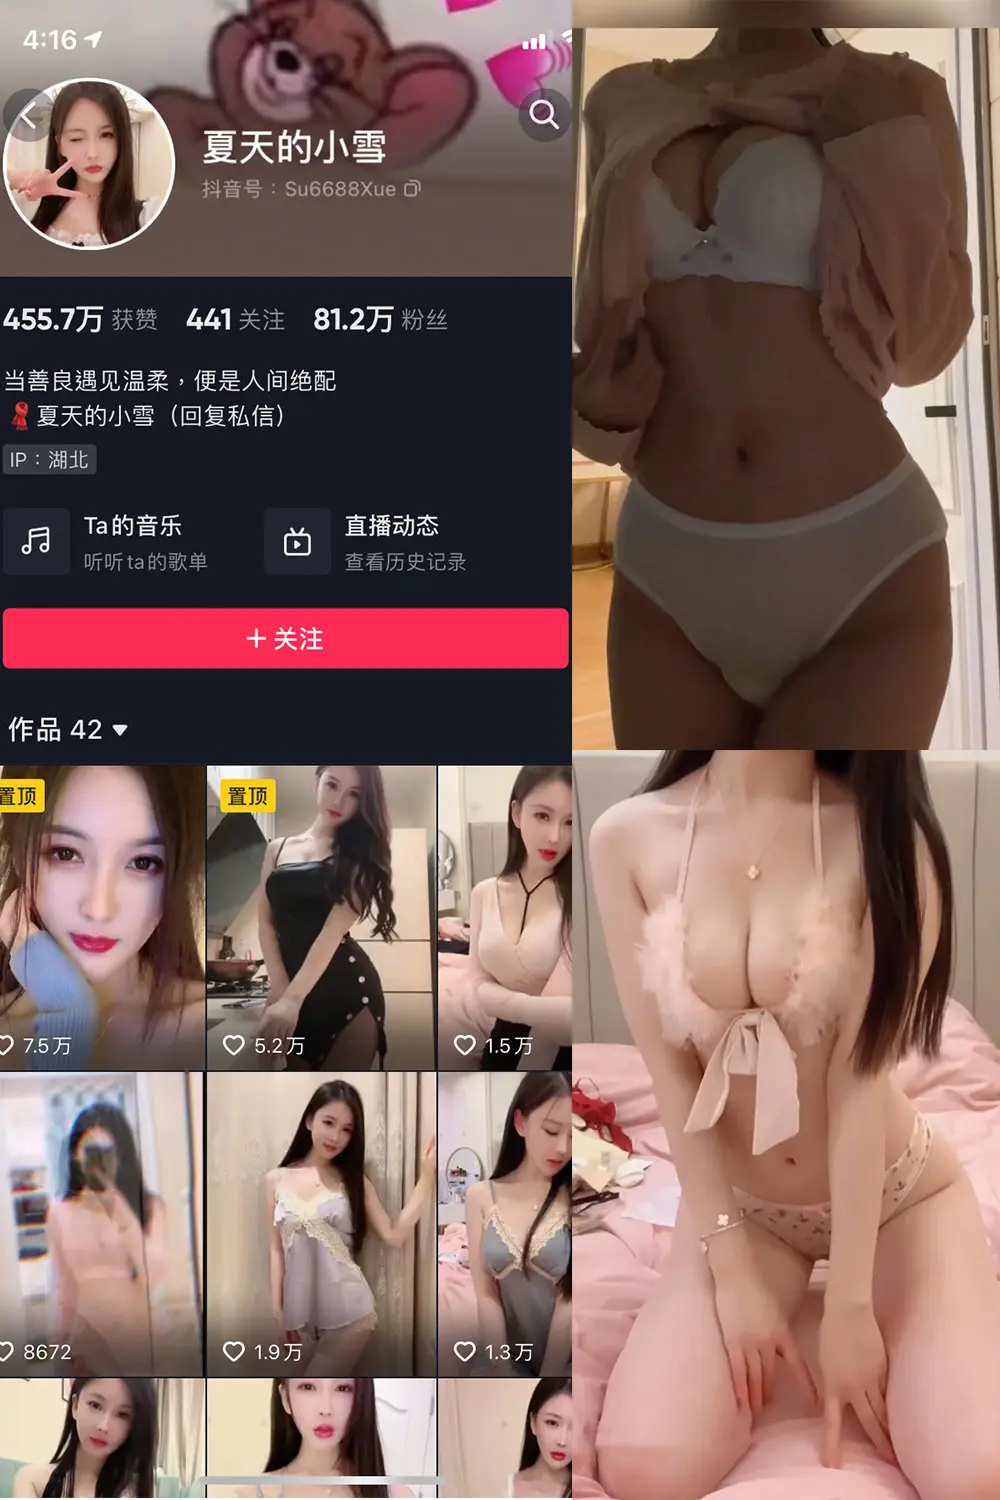 4:16
夏天的小雪
抖音号：Su6688Xue
455.7万 获赞 441 关注 81.2万 粉丝
当善良遇见温柔，便是人间绝配
夏天的小雪（回复私信）
IP：湖北
Ta的音乐 直播动态
听听ta的歌单 查看历史记录
+ 关注
作品 42
置顶 置顶
7.5万 5.2万 1.5万
8672 1.9万 1.3万